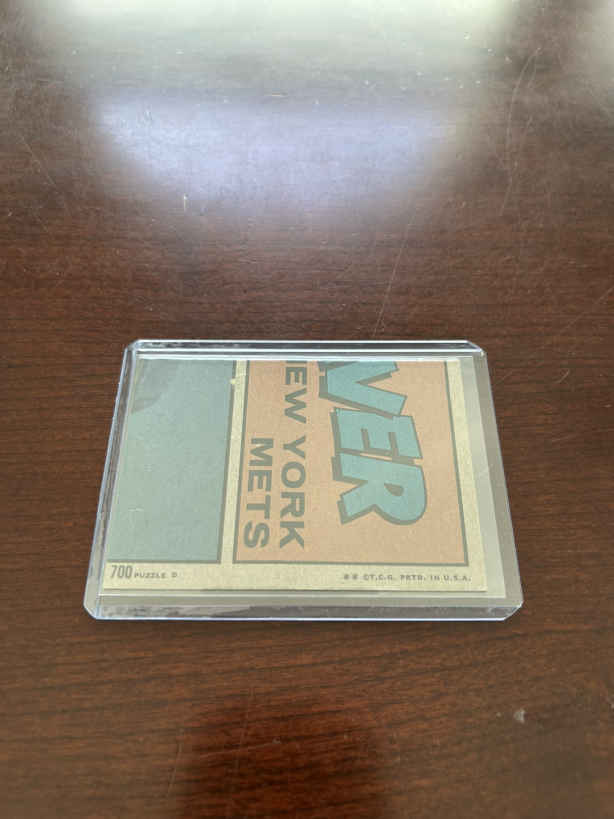 VER
EW YORK
METS
700 PUZZLE D
** ©T.C.G. PRTD. IN U.S.A.